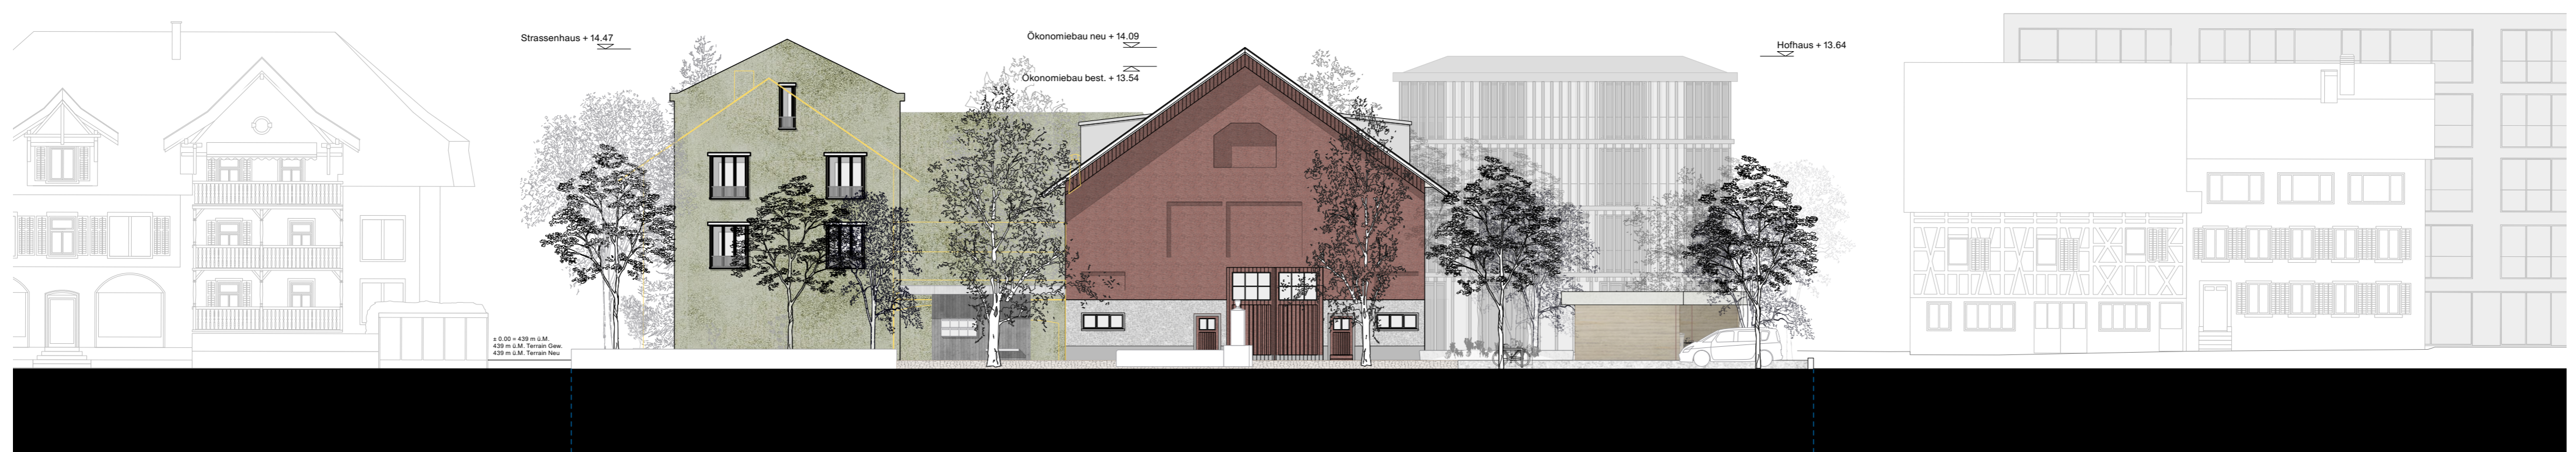 Strassenhaus + 14.47
Ökonomiebau neu + 14.09
Ökonomiebau best. + 13.54
Hofhaus + 13.64
± 0.00 = 439 m ü.M.
439 m ü.M. Terrain Gew.
439 m ü.M. Terrain Neu